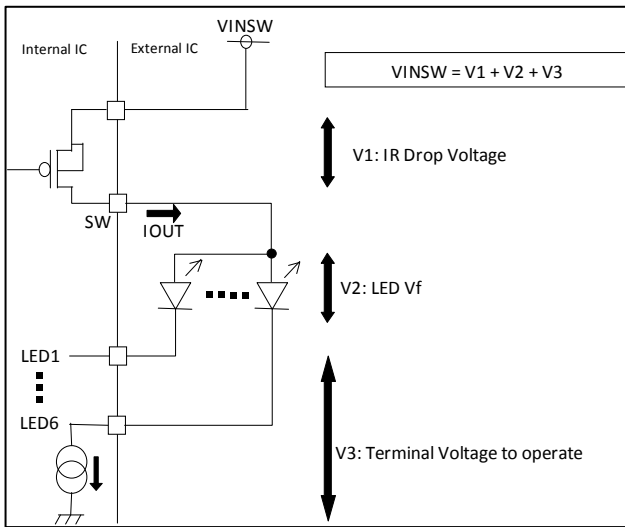 VINSW
Internal IC
External IC
VINSW = V1 + V2 + V3
V1: IR Drop Voltage
SW
IOUT
V2: LED Vf
LED1
LED6
V3: Terminal Voltage to operate